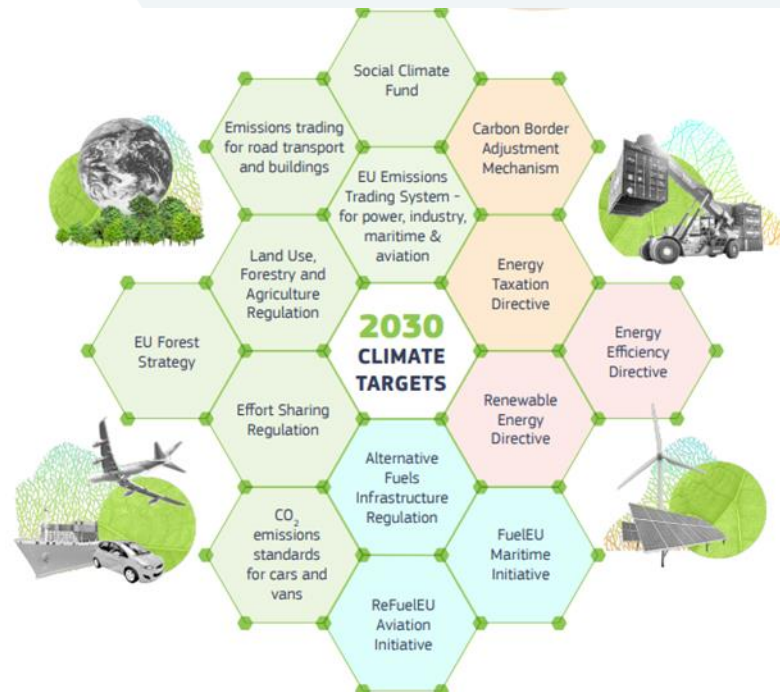 Social Climate
Fund
Emissions trading
for road transport
and buildings
Carbon Border
Adjustment
Mechanism
EU Emissions
Trading System -
for power, industry,
maritime &
aviation
Land Use,
Forestry and
Agriculture
Regulation
Energy
Taxation
Directive
EU Forest
Strategy
2030
CLIMATE
TARGETS
Energy
Efficiency
Directive
Effort Sharing
Regulation
Renewable
Energy
Directive
Alternative
Fuels
Infrastructure
Regulation
CO₂
emissions
standards
for cars and
vans
FuelEU
Maritime
Initiative
ReFuelEU
Aviation
Initiative